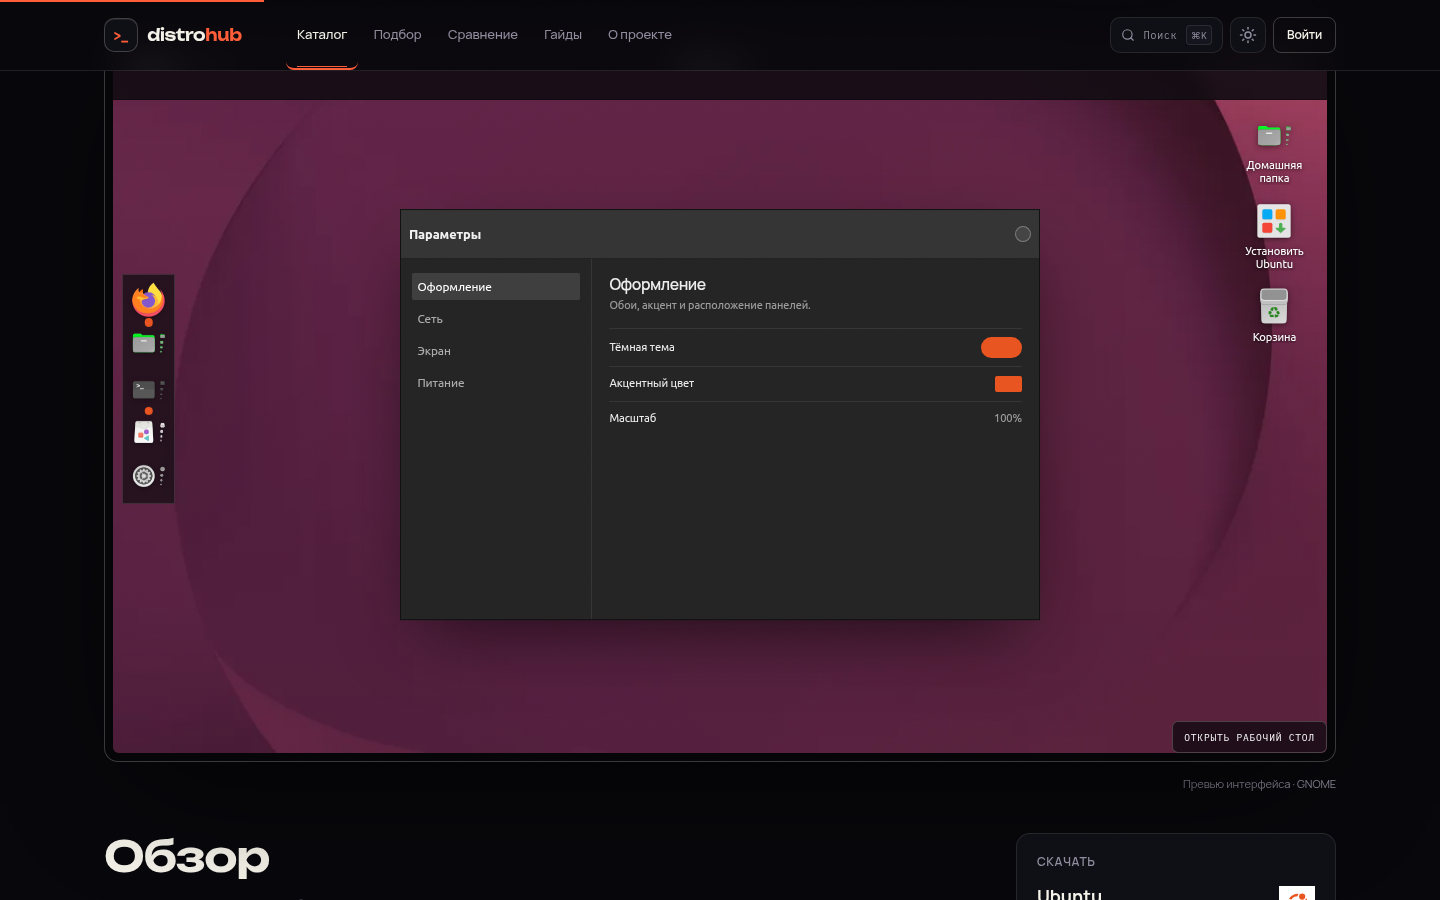 >_ distrohub Каталог Подбор Сравнение Гайды О проекте Поиск ⌘K Войти
Домашняя
папка
Установить
Ubuntu
Корзина
Параметры
Оформление
Сеть
Экран
Питание
Оформление
Обои, акцент и расположение панелей.
Тёмная тема
Акцентный цвет
Масштаб 100%
ОТКРЫТЬ РАБОЧИЙ СТОЛ
Превью интерфейса · GNOME
Обзор
СКАЧАТЬ
Ubuntu